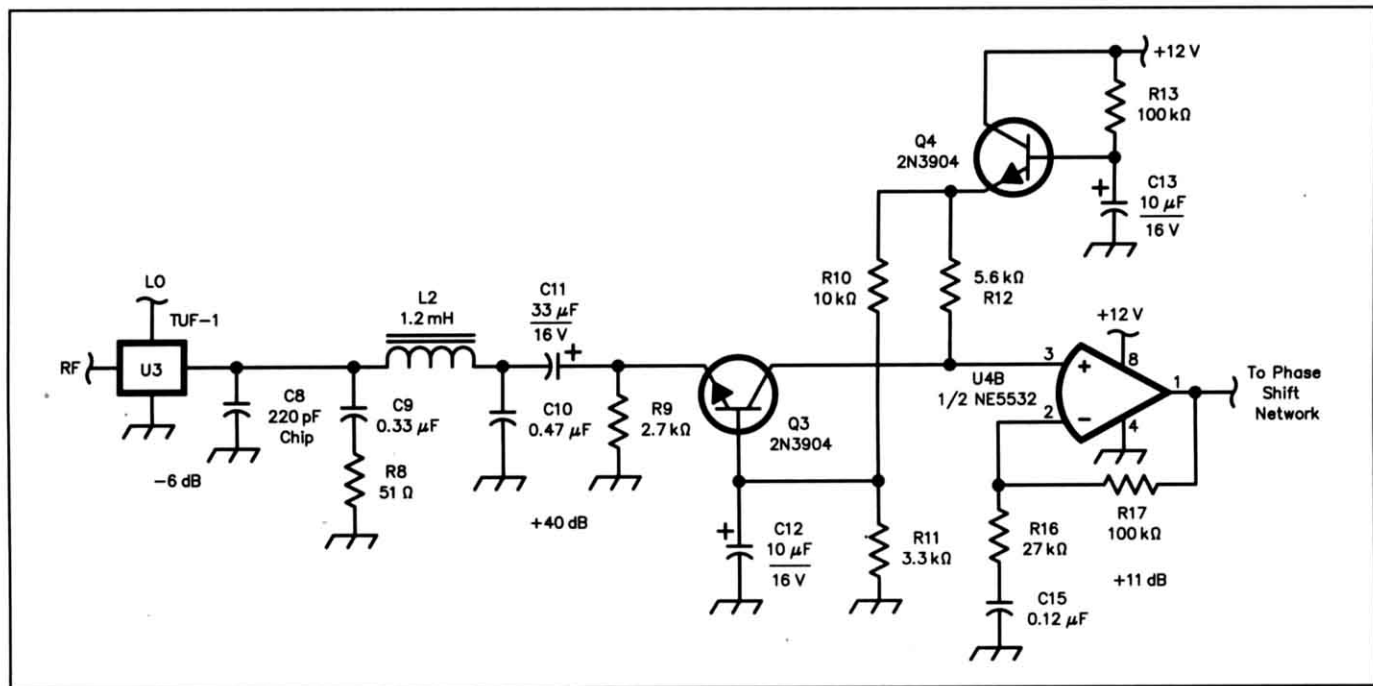 +12 V
R13
100 kΩ
Q4
2N3904
C13
+
10 µF
16 V
R10
10 kΩ
5.6 kΩ
R12
LO
TUF-1
RF
U3
L2
1.2 mH
C11
33 µF
16 V
+
+12 V
8
3
+
U4B
1/2 NE5532
2
−
4
1
To Phase
Shift
Network
C8
220 pF
Chip
C9
0.33 µF
C10
0.47 µF
R9
2.7 kΩ
Q3
2N3904
−6 dB
R8
51 Ω
+40 dB
+
C12
10 µF
16 V
R11
3.3 kΩ
R16
27 kΩ
R17
100 kΩ
+11 dB
C15
0.12 µF